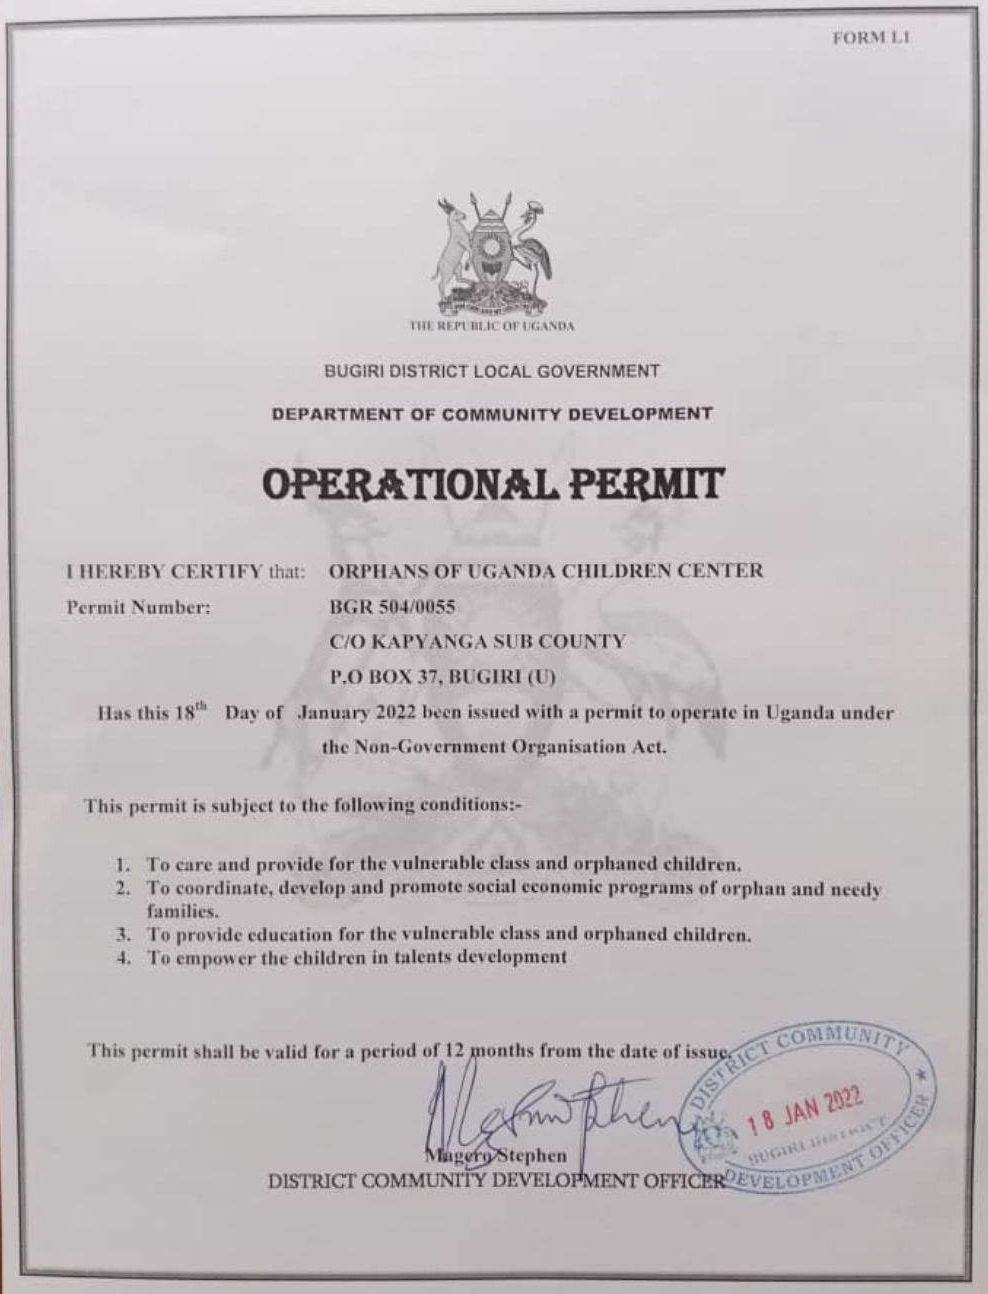 FORM L1
THE REPUBLIC OF UGANDA
BUGIRI DISTRICT LOCAL GOVERNMENT
DEPARTMENT OF COMMUNITY DEVELOPMENT
OPERATIONAL PERMIT
I HEREBY CERTIFY that: ORPHANS OF UGANDA CHILDREN CENTER
Permit Number: BGR 504/0055
C/O KAPYANGA SUB COUNTY
P.O BOX 37, BUGIRI (U)
Has this 18th Day of January 2022 been issued with a permit to operate in Uganda under
the Non-Government Organisation Act.
This permit is subject to the following conditions:-
1. To care and provide for the vulnerable class and orphaned children.
2. To coordinate, develop and promote social economic programs of orphan and needy
families.
3. To provide education for the vulnerable class and orphaned children.
4. To empower the children in talents development
This permit shall be valid for a period of 12 months from the date of issue.
Magero Stephen
DISTRICT COMMUNITY DEVELOPMENT OFFICER
DISTRICT COMMUNITY
18 JAN 2022
BUGIRI DISTRICT
DEVELOPMENT OFFICER ★